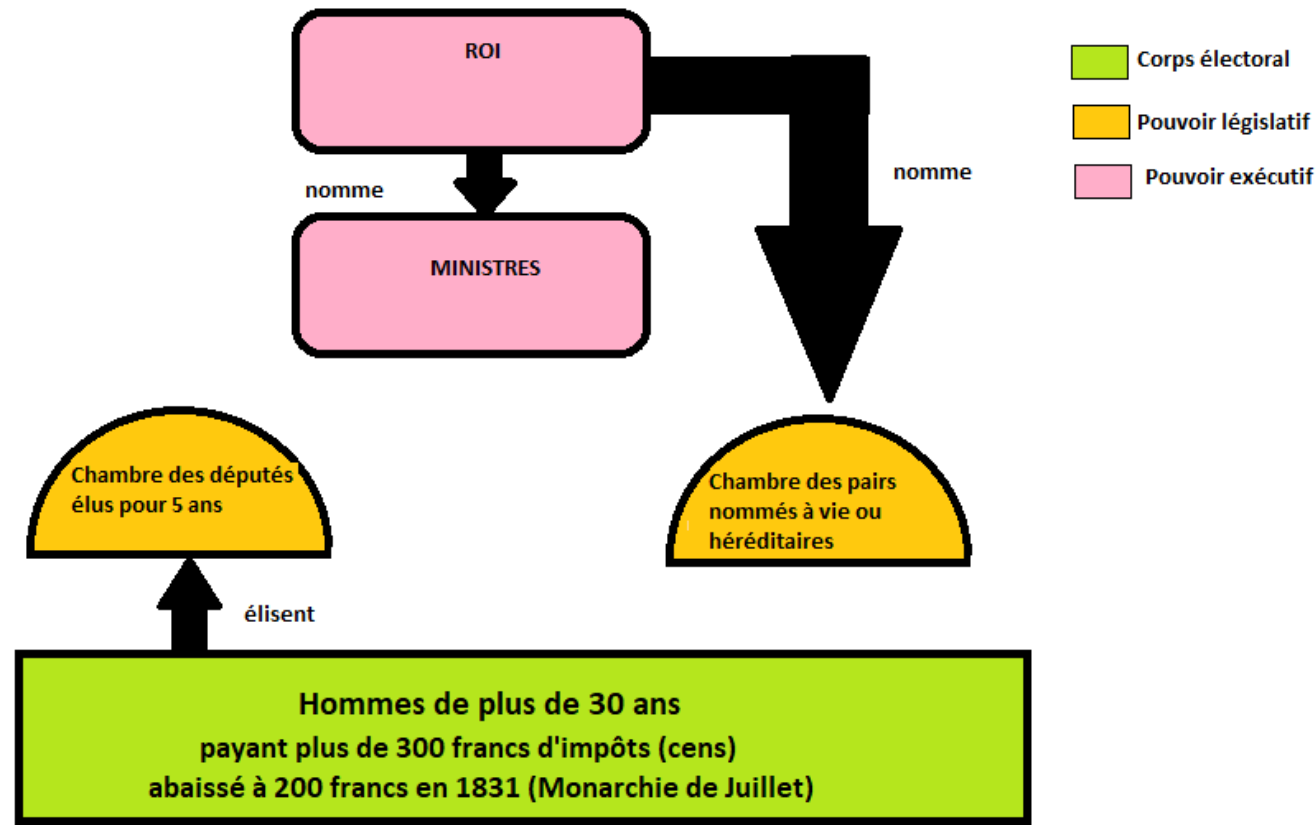 ROI
nomme
MINISTRES
nomme
Corps électoral
Pouvoir législatif
Pouvoir exécutif
Chambre des députés
élus pour 5 ans
Chambre des pairs
nommés à vie ou
héréditaires
élisent
Hommes de plus de 30 ans
payant plus de 300 francs d'impôts (cens)
abaissé à 200 francs en 1831 (Monarchie de Juillet)